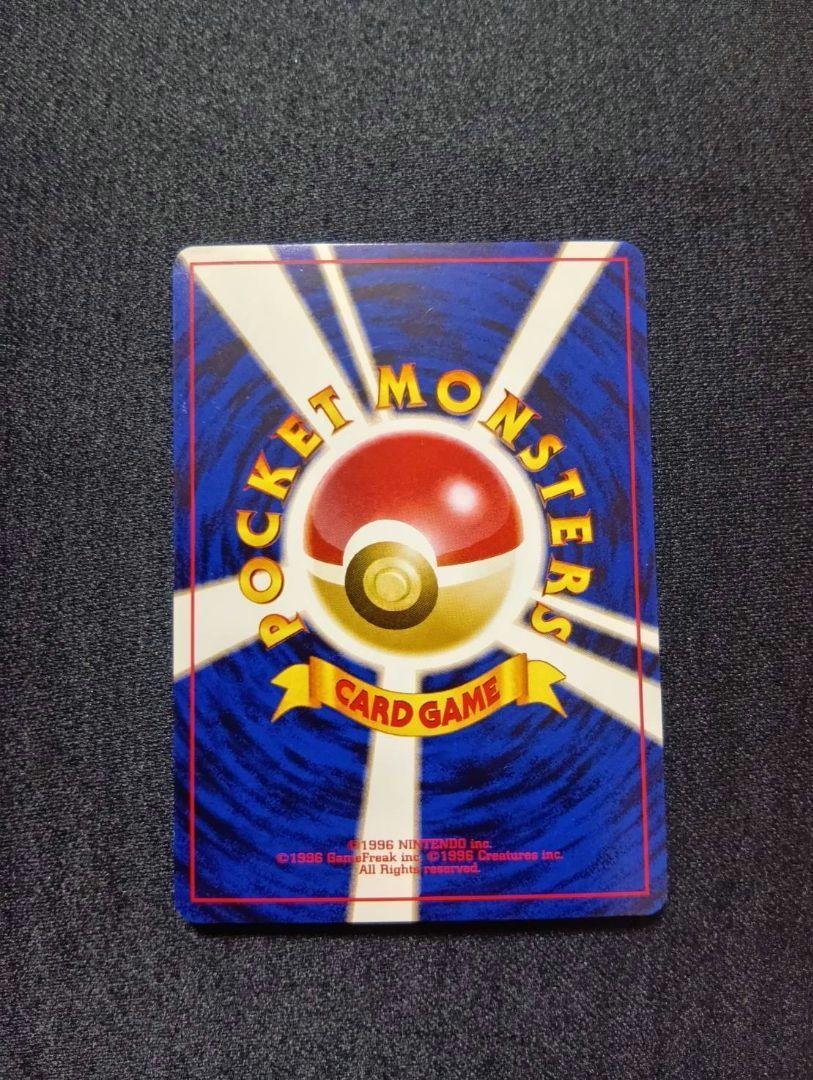 POCKET MONSTERS
CARD GAME
©1996 NINTENDO inc.
©1996 GameFreak inc. ©1996 Creatures inc.
All Rights reserved.